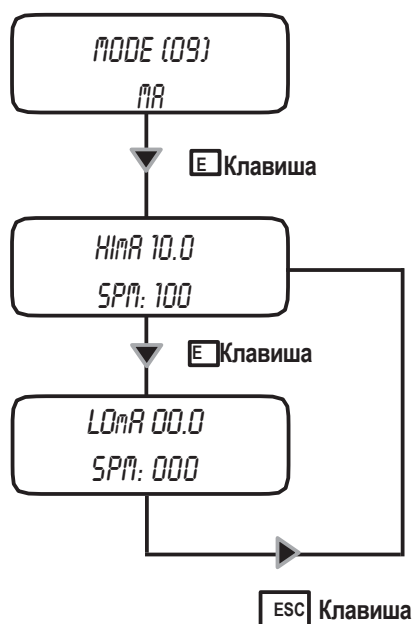 MODE (09)
MA
E Клавиша
HIMA 10.0
SPM: 100
E Клавиша
LOMA 00.0
SPM: 000
ESC Клавиша